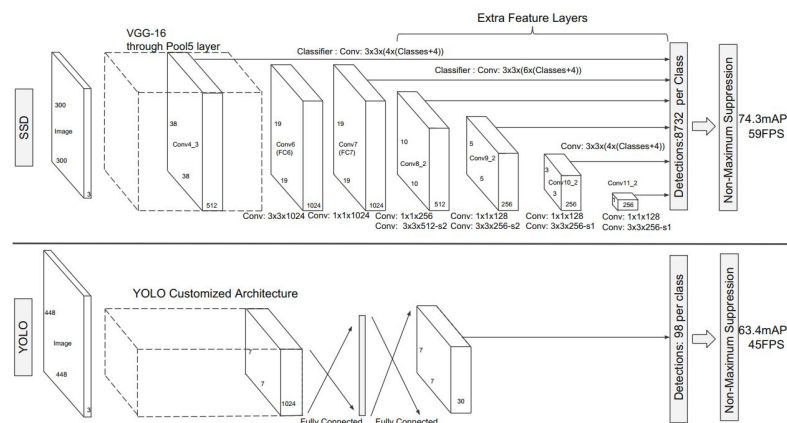 Extra Feature Layers
VGG-16
through Pool5 layer
Classifier : Conv: 3x3x(4x(Classes+4))
Classifier : Conv: 3x3x(6x(Classes+4))
SSD
300
Image
300
3
38
Conv4_3
38
512
19
Conv6
(FC6)
19
1024
19
Conv7
(FC7)
19
1024
10
Conv8_2
10
512
5
Conv9_2
5
256
Conv: 3x3x(4x(Classes+4))
3
Conv10_2
3
256
Conv11_2
256
Conv: 3x3x1024
Conv: 1x1x1024
Conv: 1x1x256
Conv: 3x3x512-s2
Conv: 1x1x128
Conv: 3x3x256-s2
Conv: 1x1x128
Conv: 3x3x256-s1
Conv: 1x1x128
Conv: 3x3x256-s1
Detections:8732 per Class
Non-Maximum Suppression
74.3mAP
59FPS
YOLO
448
Image
448
3
YOLO Customized Architecture
7
7
1024
Fully Connected
7
7
30
Fully Connected
Detections: 98 per class
Non-Maximum Suppression
63.4mAP
45FPS